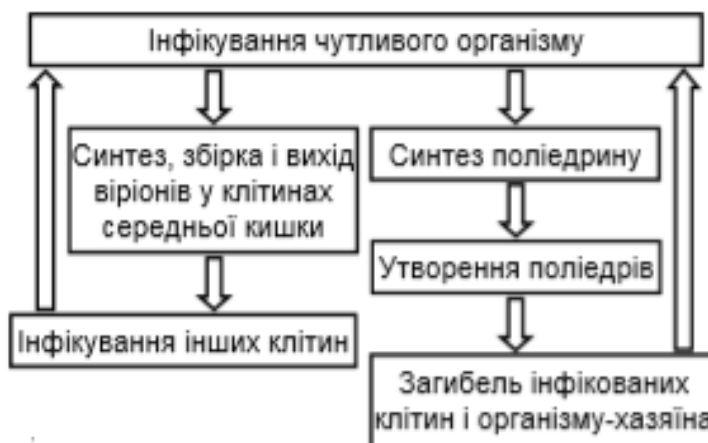 Інфікування чутливого організму
Синтез, збірка і вихід
віріонів у клітинах
середньої кишки
Інфікування інших клітин
Синтез поліедрину
Утворення поліедрів
Загибель інфікованих
клітин і організму-хазяїна